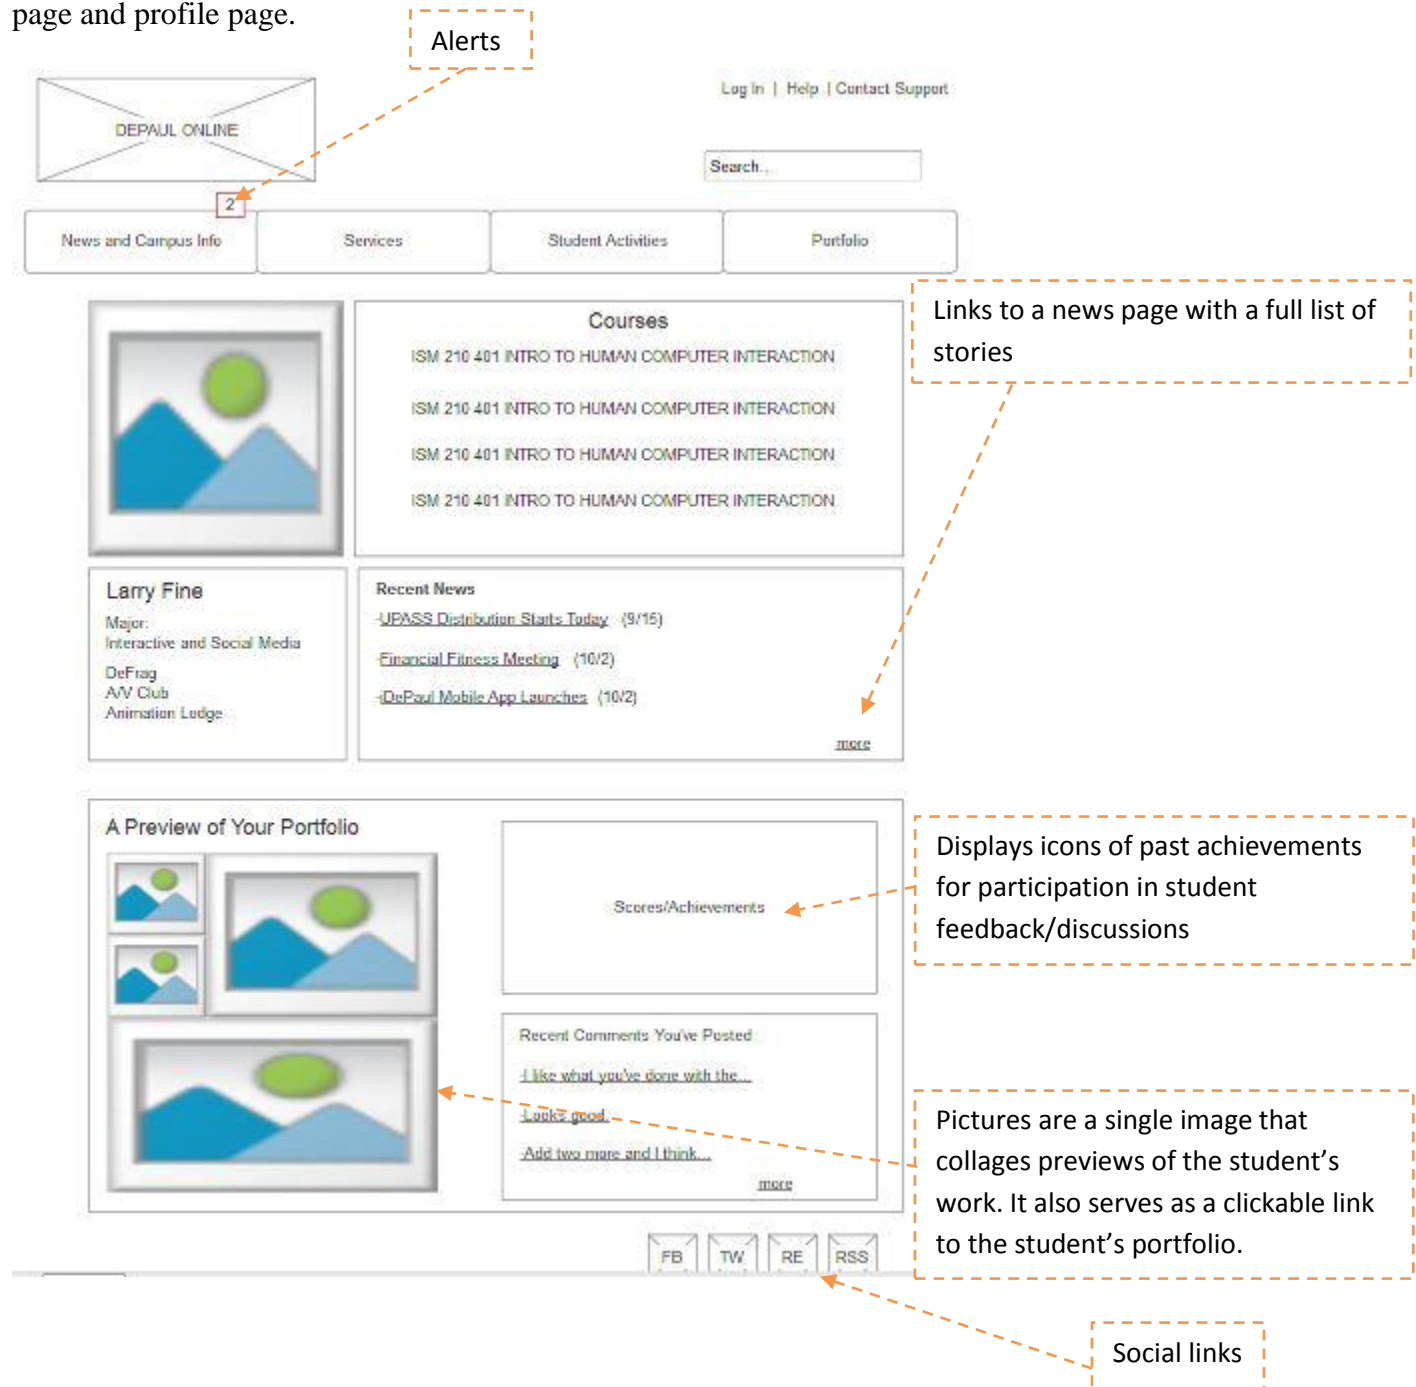 page and profile page.
Alerts
DEPAUL ONLINE
Log In | Help | Contact Support
Search..
2
News and Campus Info
Services
Student Activities
Portfolio
Links to a news page with a full list of
stories
Courses
ISM 210 401 INTRO TO HUMAN COMPUTER INTERACTION
ISM 210 401 INTRO TO HUMAN COMPUTER INTERACTION
ISM 210 401 INTRO TO HUMAN COMPUTER INTERACTION
ISM 210 401 INTRO TO HUMAN COMPUTER INTERACTION
Larry Fine
Major:
Interactive and Social Media
DeFrag
A/V Club
Animation Lodge
Recent News
-UPASS Distribution Starts Today (9/15)
-Financial Fitness Meeting (10/2)
-iDePaul Mobile App Launches (10/2)
more
A Preview of Your Portfolio
Scores/Achievements
Displays icons of past achievements
for participation in student
feedback/discussions
Recent Comments You've Posted
-I like what you've done with the...
-Looks good.
-Add two more and I think...
more
Pictures are a single image that
collages previews of the student’s
work. It also serves as a clickable link
to the student’s portfolio.
FB
TW
RE
RSS
Social links